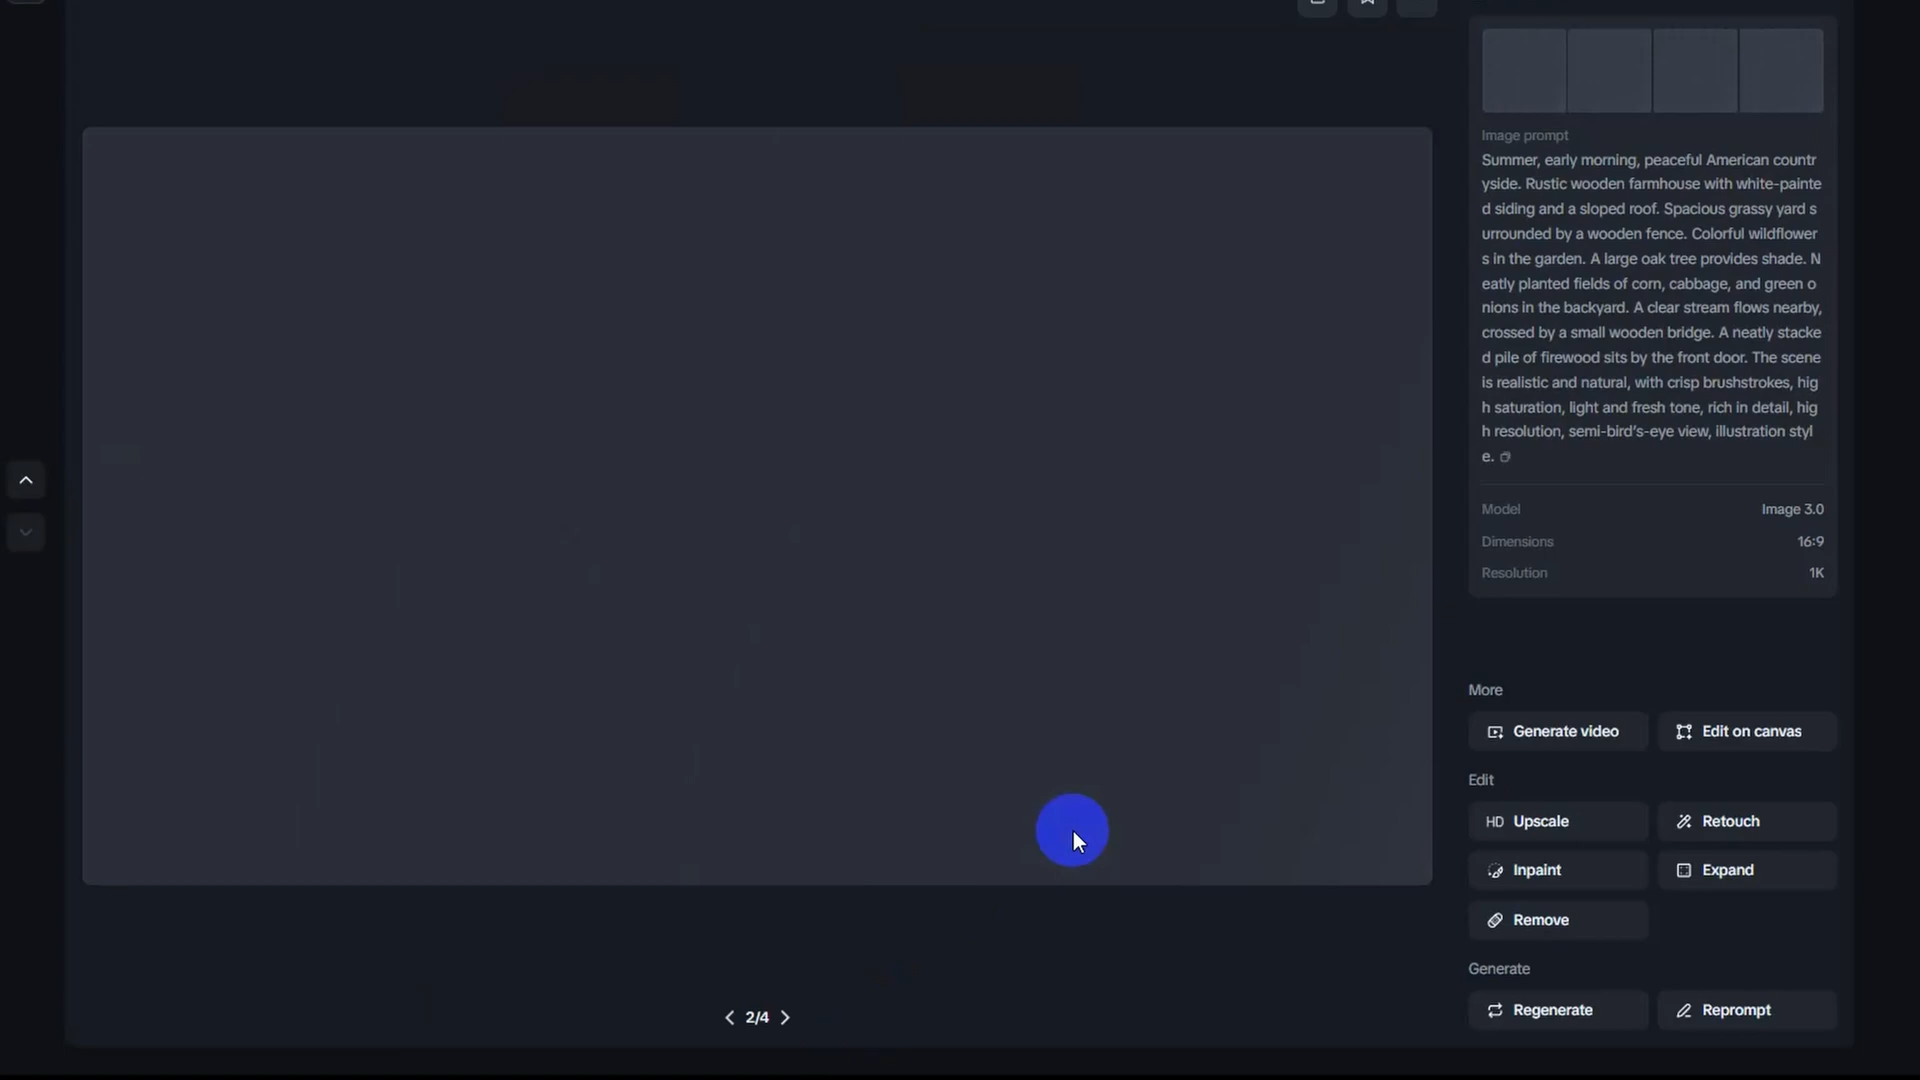 Image prompt
Summer, early morning, peaceful American countr
yside. Rustic wooden farmhouse with white-painte
d siding and a sloped roof. Spacious grassy yard s
urrounded by a wooden fence. Colorful wildflower
s in the garden. A large oak tree provides shade. N
eatly planted fields of corn, cabbage, and green o
nions in the backyard. A clear stream flows nearby,
crossed by a small wooden bridge. A neatly stacke
d pile of firewood sits by the front door. The scene
is realistic and natural, with crisp brushstrokes, hig
h saturation, light and fresh tone, rich in detail, hig
h resolution, semi-bird’s-eye view, illustration styl
e.
Model Image 3.0
Dimensions 16:9
Resolution 1K
More
Generate video Edit on canvas
Edit
HD Upscale Retouch
Inpaint Expand
Remove
Generate
Regenerate Reprompt
2/4